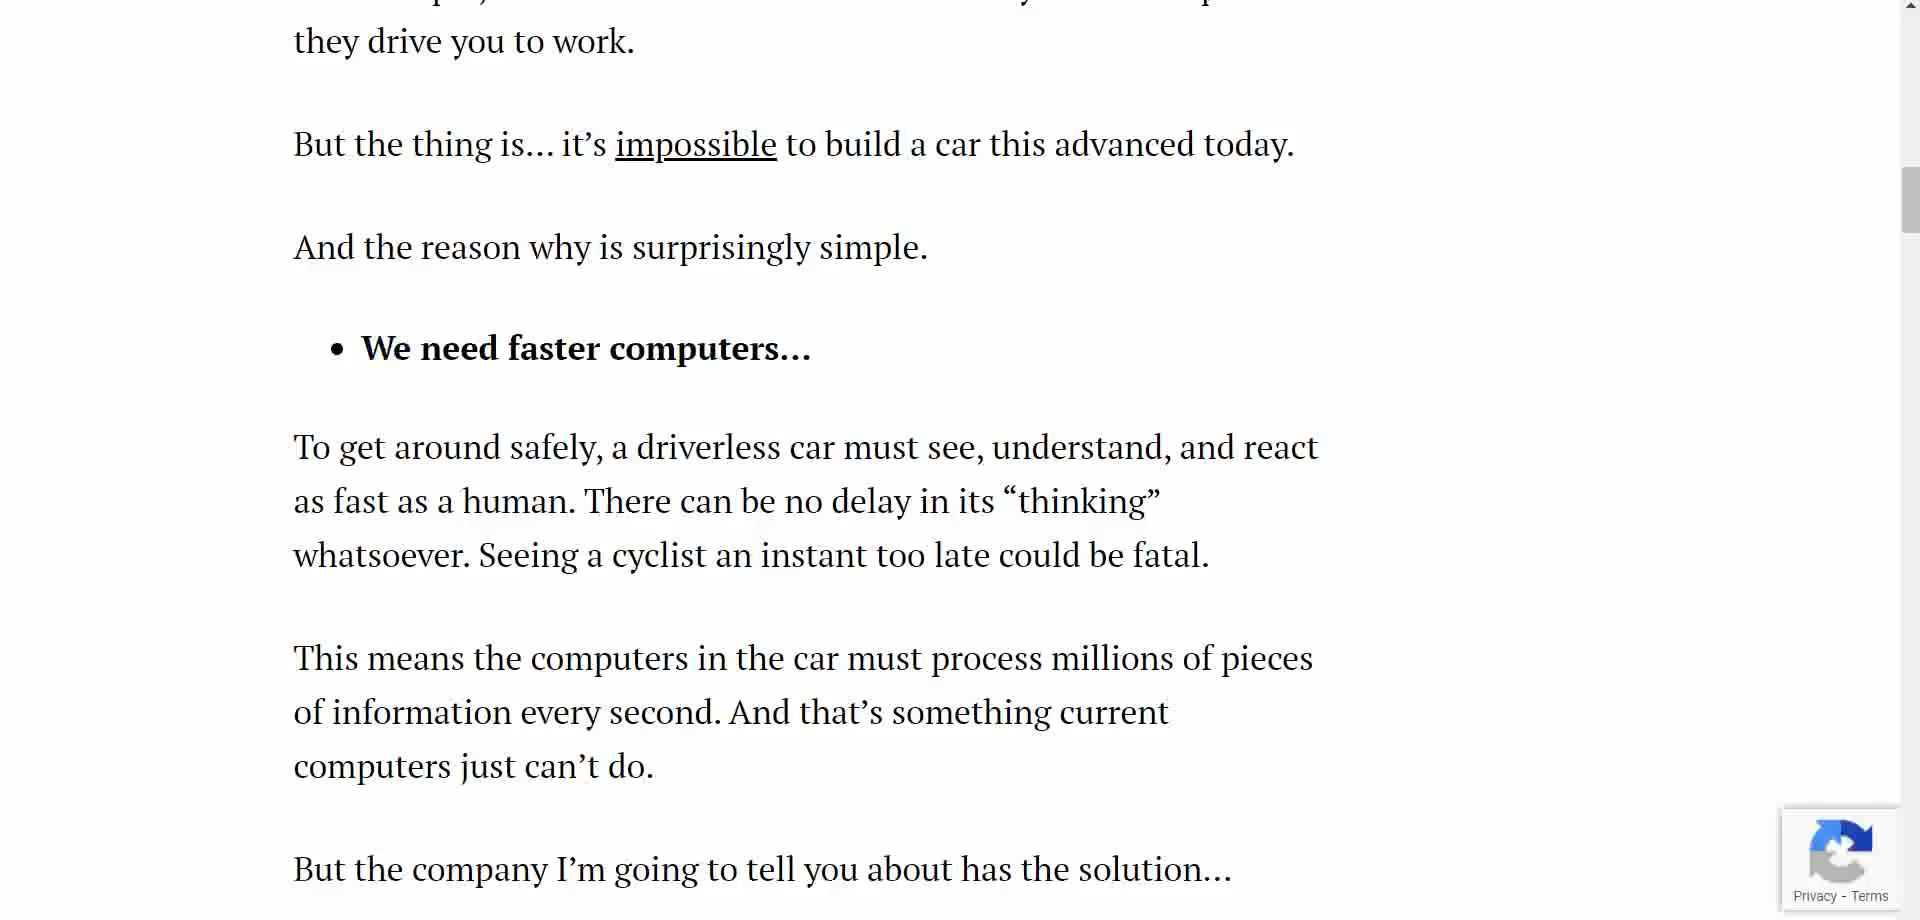 they drive you to work.
But the thing is... it’s impossible to build a car this advanced today.
And the reason why is surprisingly simple.
• We need faster computers...
To get around safely, a driverless car must see, understand, and react
as fast as a human. There can be no delay in its “thinking”
whatsoever. Seeing a cyclist an instant too late could be fatal.
This means the computers in the car must process millions of pieces
of information every second. And that’s something current
computers just can’t do.
But the company I’m going to tell you about has the solution...
Privacy - Terms